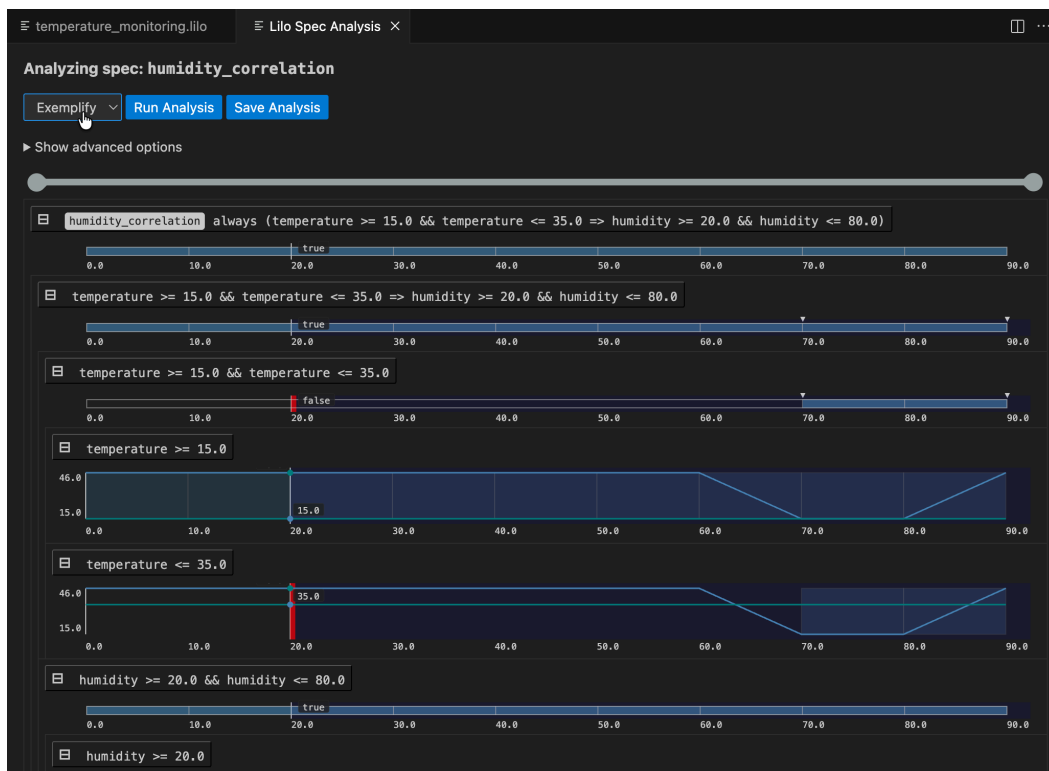 temperature_monitoring.lilo
Lilo Spec Analysis
Analyzing spec: humidity_correlation
Exemplify Run Analysis Save Analysis
Show advanced options
humidity_correlation always (temperature >= 15.0 && temperature <= 35.0 => humidity >= 20.0 && humidity <= 80.0)
true
0.0 10.0 20.0 30.0 40.0 50.0 60.0 70.0 80.0 90.0
temperature >= 15.0 && temperature <= 35.0 => humidity >= 20.0 && humidity <= 80.0
true
0.0 10.0 20.0 30.0 40.0 50.0 60.0 70.0 80.0 90.0
temperature >= 15.0 && temperature <= 35.0
false
0.0 10.0 20.0 30.0 40.0 50.0 60.0 70.0 80.0 90.0
temperature >= 15.0
46.0
15.0 15.0
0.0 10.0 20.0 30.0 40.0 50.0 60.0 70.0 80.0 90.0
temperature <= 35.0
46.0 35.0
15.0
0.0 10.0 20.0 30.0 40.0 50.0 60.0 70.0 80.0 90.0
humidity >= 20.0 && humidity <= 80.0
true
0.0 10.0 20.0 30.0 40.0 50.0 60.0 70.0 80.0 90.0
humidity >= 20.0